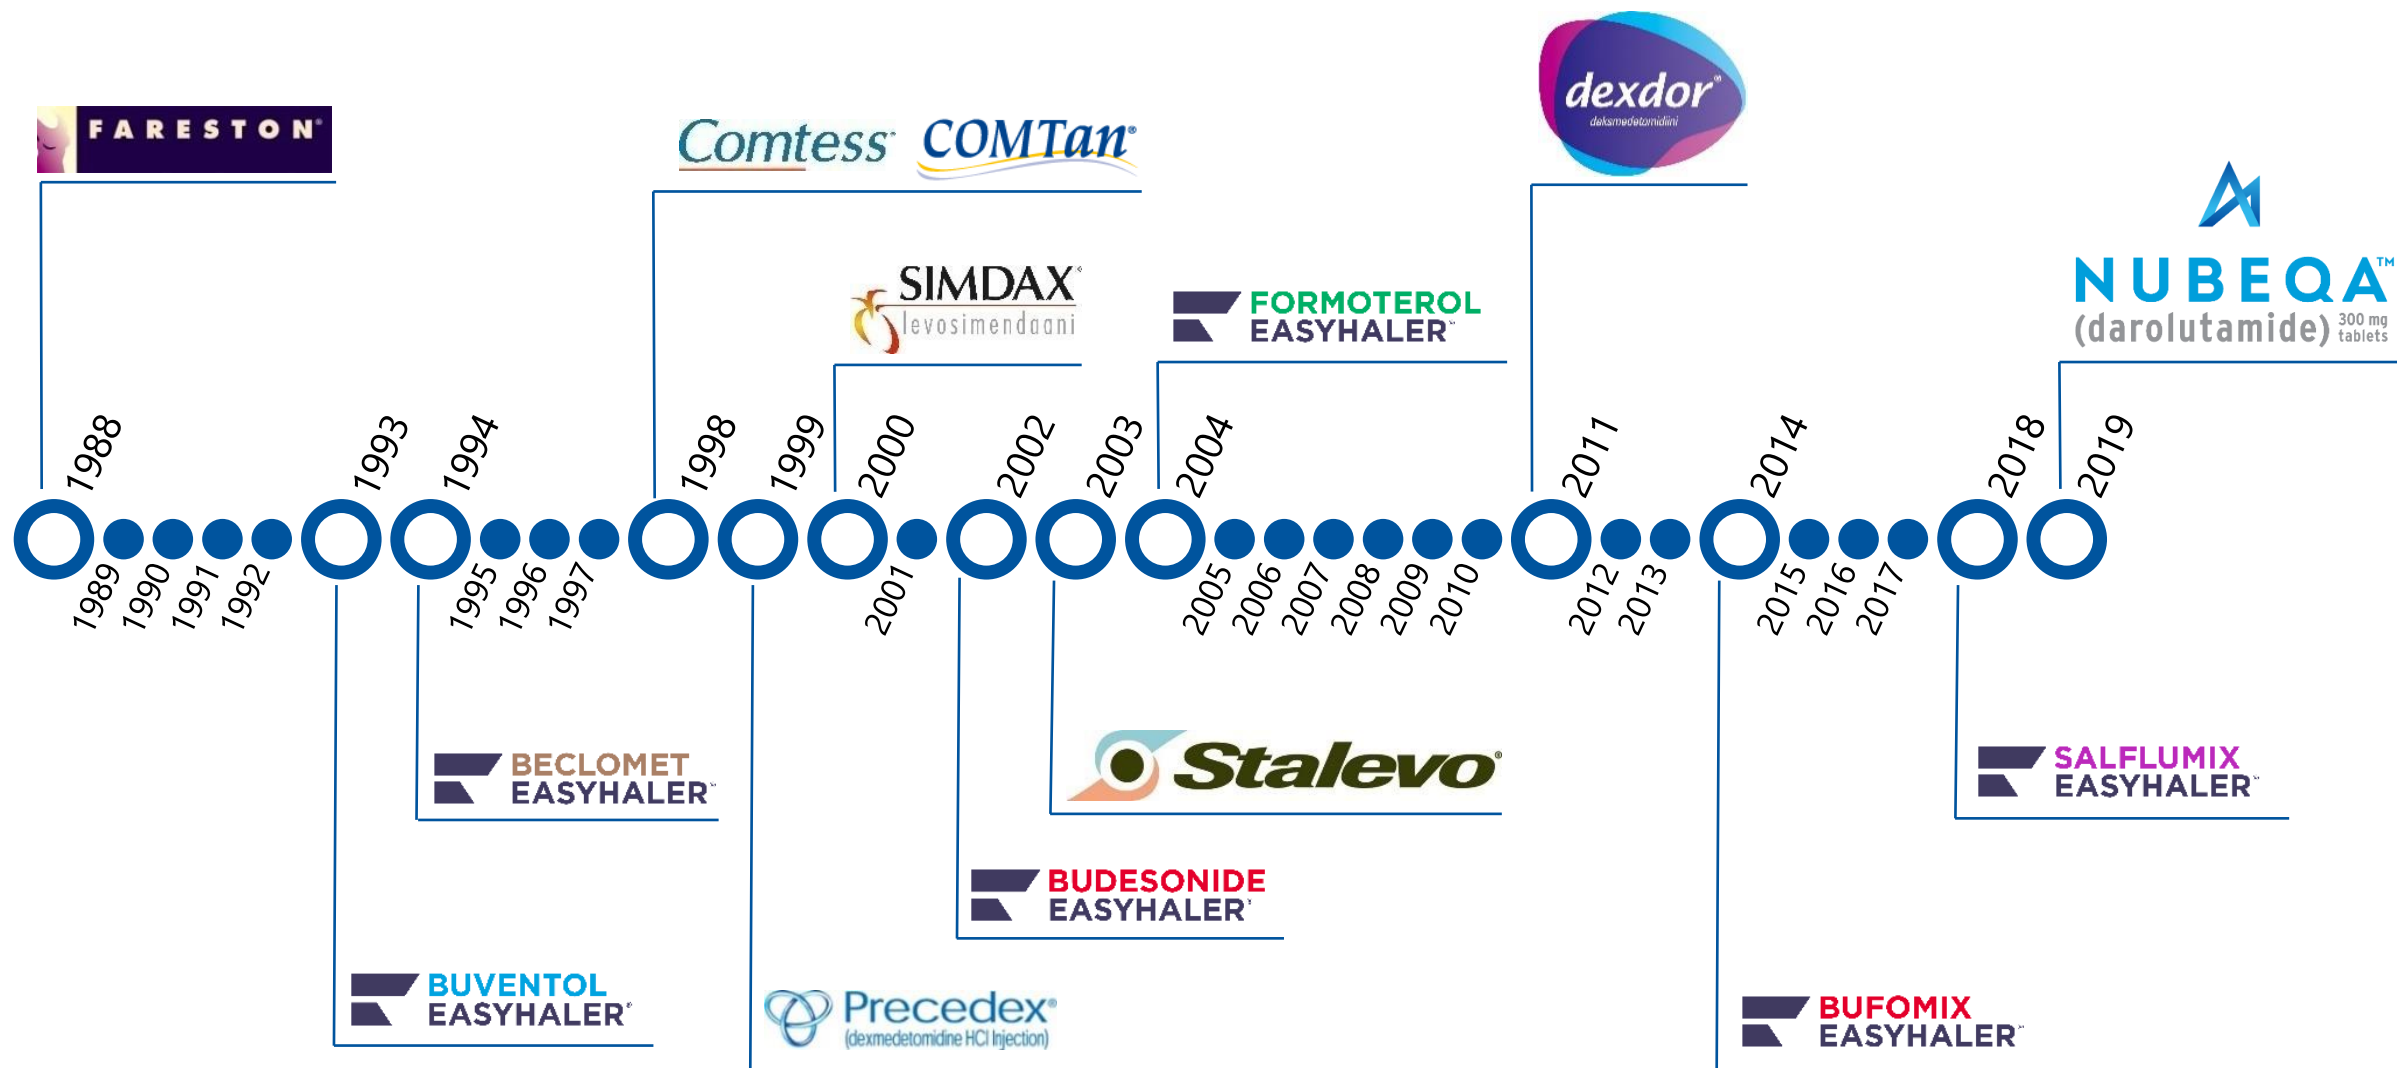 FARESTON®
Comtess®
COMTan®
dexdor®
deksmedetomidiini
SIMDAX®
levosimendaani
FORMOTEROL
EASYHALER
NUBEQA™
(darolutamide) 300 mg tablets
1988
1993
1994
1998
1999
2000
2002
2003
2004
2011
2014
2018
2019
1989
1990
1991
1992
1995
1996
1997
2001
2005
2006
2007
2008
2009
2010
2012
2013
2015
2016
2017
BECLOMET
EASYHALER
Stalevo®
SALFLUMIX
EASYHALER
BUDESONIDE
EASYHALER
BUVENTOL
EASYHALER®
Precedex®
(dexmedetomidine HCl Injection)
BUFOMIX
EASYHALER